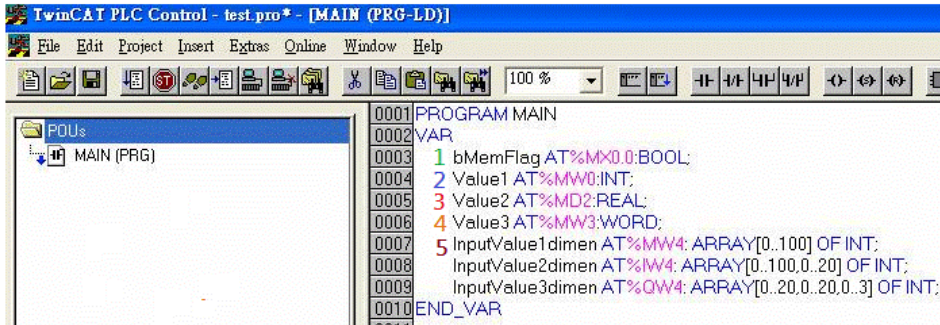 TwinCAT PLC Control - test.pro* - [MAIN (PRG-LD)]
File Edit Project Insert Extras Online Window Help
100 %
POUs
MAIN (PRG)
0001 PROGRAM MAIN
0002 VAR
0003 1 bMemFlag AT%MX0.0:BOOL;
0004 2 Value1 AT%MW0:INT;
0005 3 Value2 AT%MD2:REAL;
0006 4 Value3 AT%MW3:WORD;
0007 5 InputValue1dimen AT%MW4: ARRAY[0..100] OF INT;
0008 InputValue2dimen AT%IW4: ARRAY[0..100,0..20] OF INT;
0009 InputValue3dimen AT%QW4: ARRAY[0..20,0..20,0..3] OF INT;
0010 END_VAR